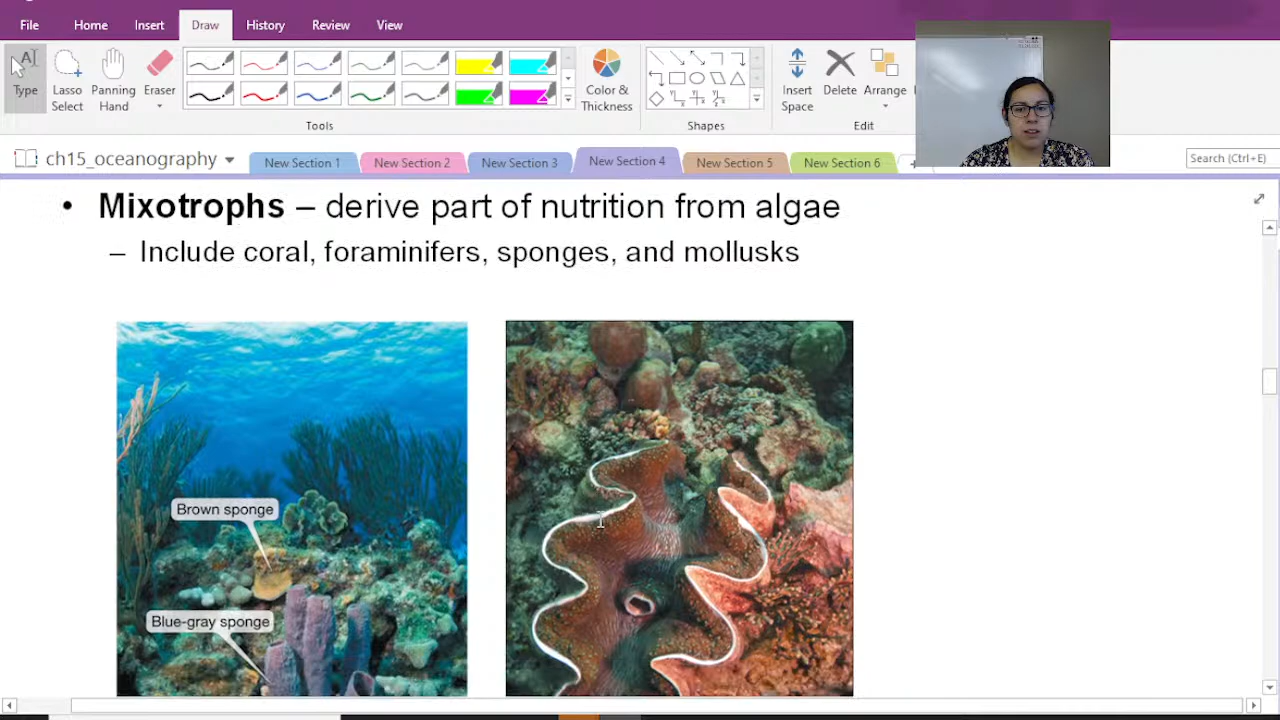 File Home Insert Draw History Review View
Type
Lasso Select
Panning Hand
Eraser
Color & Thickness
Insert Space
Delete
Arrange
Tools
Shapes
Edit
ch15_oceanography
New Section 1 New Section 2 New Section 3 New Section 4 New Section 5 New Section 6
Search (Ctrl+E)
• Mixotrophs – derive part of nutrition from algae
– Include coral, foraminifers, sponges, and mollusks
Brown sponge
Blue-gray sponge